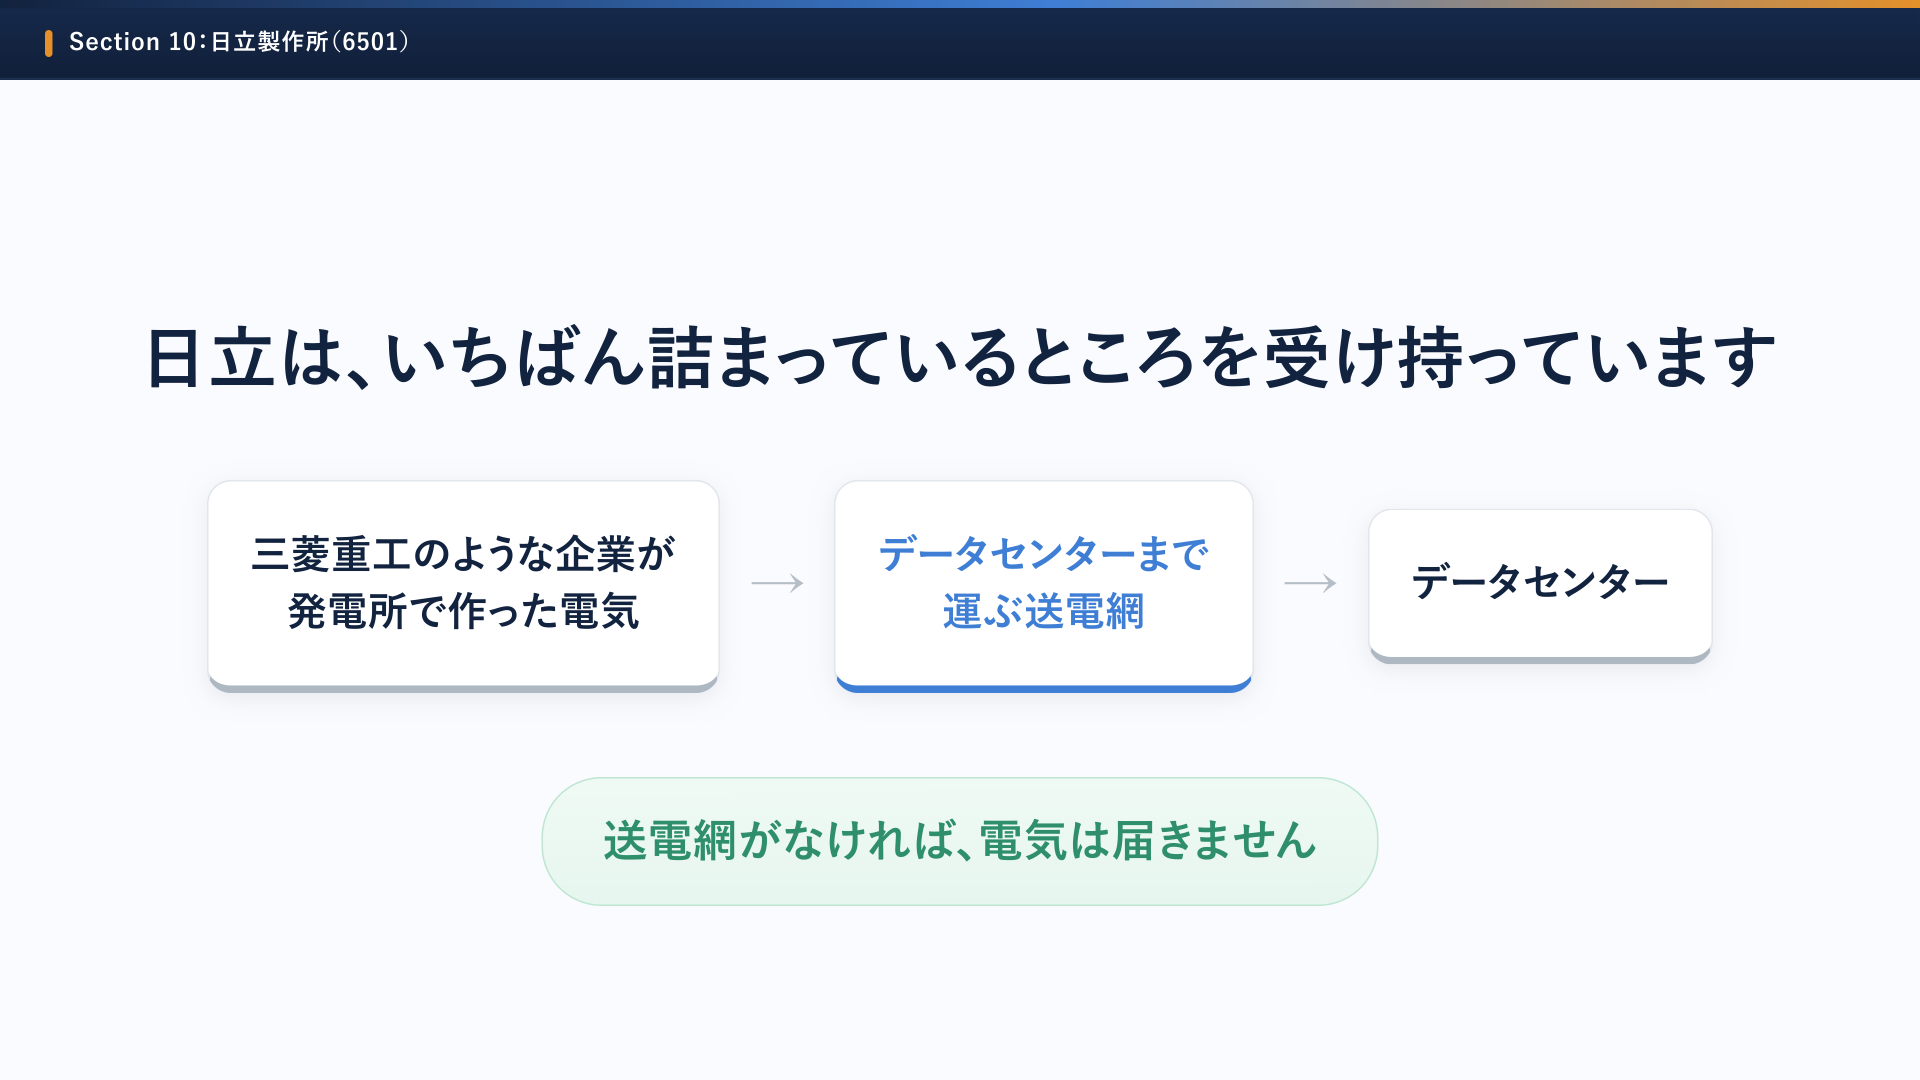 Section 10：日立製作所（6501）
日立は、いちばん詰まっているところを受け持っています
三菱重工のような企業が
発電所で作った電気
→
データセンターまで
運ぶ送電網
→
データセンター
送電網がなければ、電気は届きません